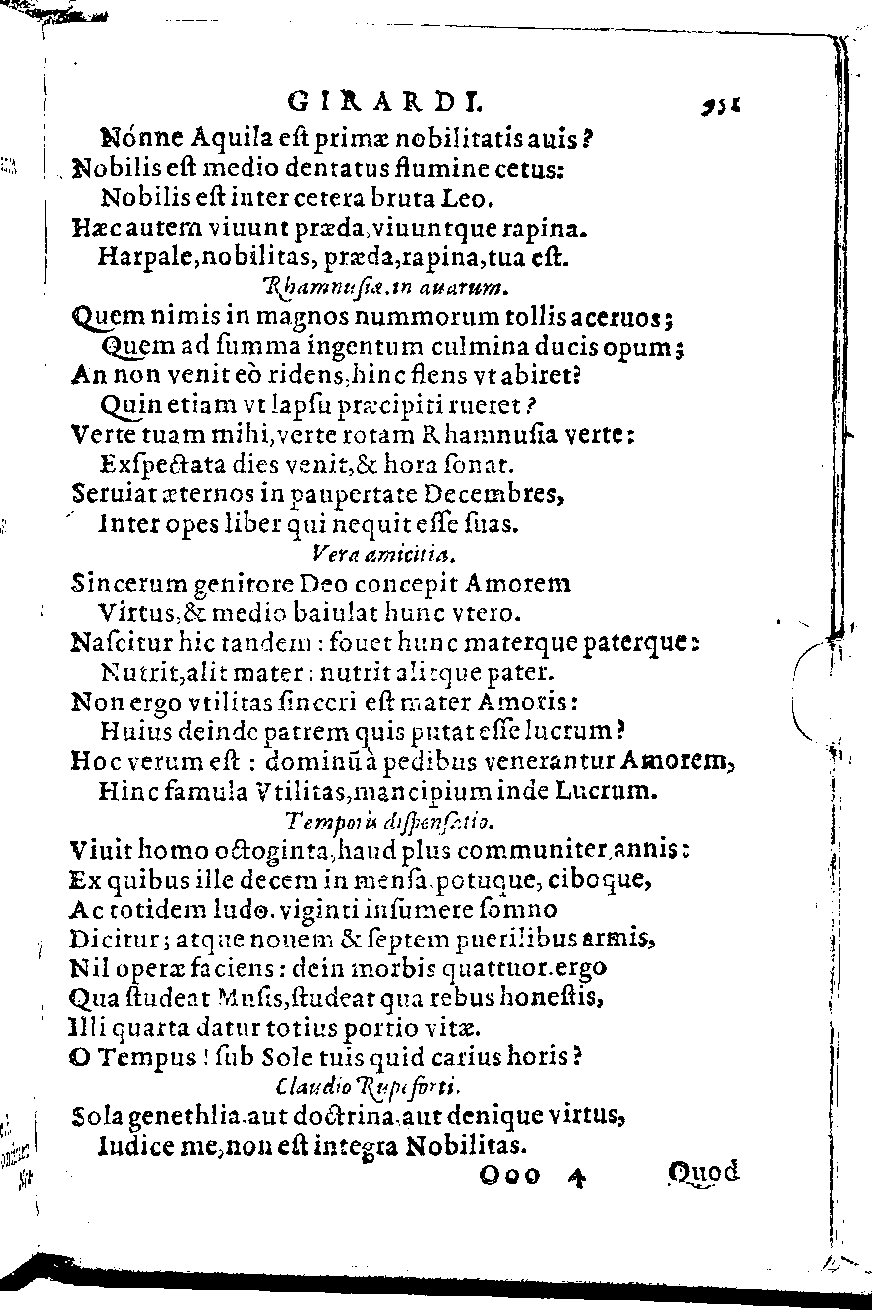 GIRARDI. 951
Nónne Aquila eſt primæ nobilitatis auis?
Nobilis eſt medio dentatus flumine cetus:
Nobilis eſt inter cetera bruta Leo.
Hæc autem viuunt præda, viuuntque rapina.
Harpale, nobilitas, præda, rapina, tua eſt.
Rhamnuſiæ. in auarum.
Quem nimis in magnos nummorum tollis aceruos;
Quem ad ſumma ingentum culmina ducis opum;
An non venit eò ridens, hinc flens vt abiret?
Quin etiam vt lapſu præcipiti rueret?
Verte tuam mihi, verte rotam Rhamnuſia verte:
Exſpectata dies venit, & hora ſonat.
Seruiat æternos in paupertate Decembres,
Inter opes liber qui nequit eſſe ſuas.
Vera amicitia.
Sincerum genitore Deo concepit Amorem
Virtus, & medio baiulat hunc vtero.
Naſcitur hic tandem: fouet hunc materque paterque:
Nutrit, alit mater: nutrit alitque pater.
Non ergo vtilitas ſinceri eſt mater Amoris:
Huius deinde patrem quis putat eſſe lucrum?
Hoc verum eſt: dominū à pedibus venerantur Amorem,
Hinc famula Vtilitas, mancipium inde Lucrum.
Temporis diſpenſatio.
Viuit homo octoginta, haud plus communiter, annis:
Ex quibus ille decem in menſa, potuque, ciboque,
Ac totidem ludo. viginti inſumere ſomno
Dicitur; atque nouem & ſeptem puerilibus armis,
Nil operæ faciens: dein morbis quattuor. ergo
Qua ſtudeat Muſis, ſtudeat qua rebus honeſtis,
Illi quarta datur totius portio vitæ.
O Tempus! ſub Sole tuis quid carius horis?
Claudio Rupeforti.
Sola genethlia. aut doctrina. aut denique virtus,
Iudice me, non eſt integra Nobilitas.
Ooo 4 Quod